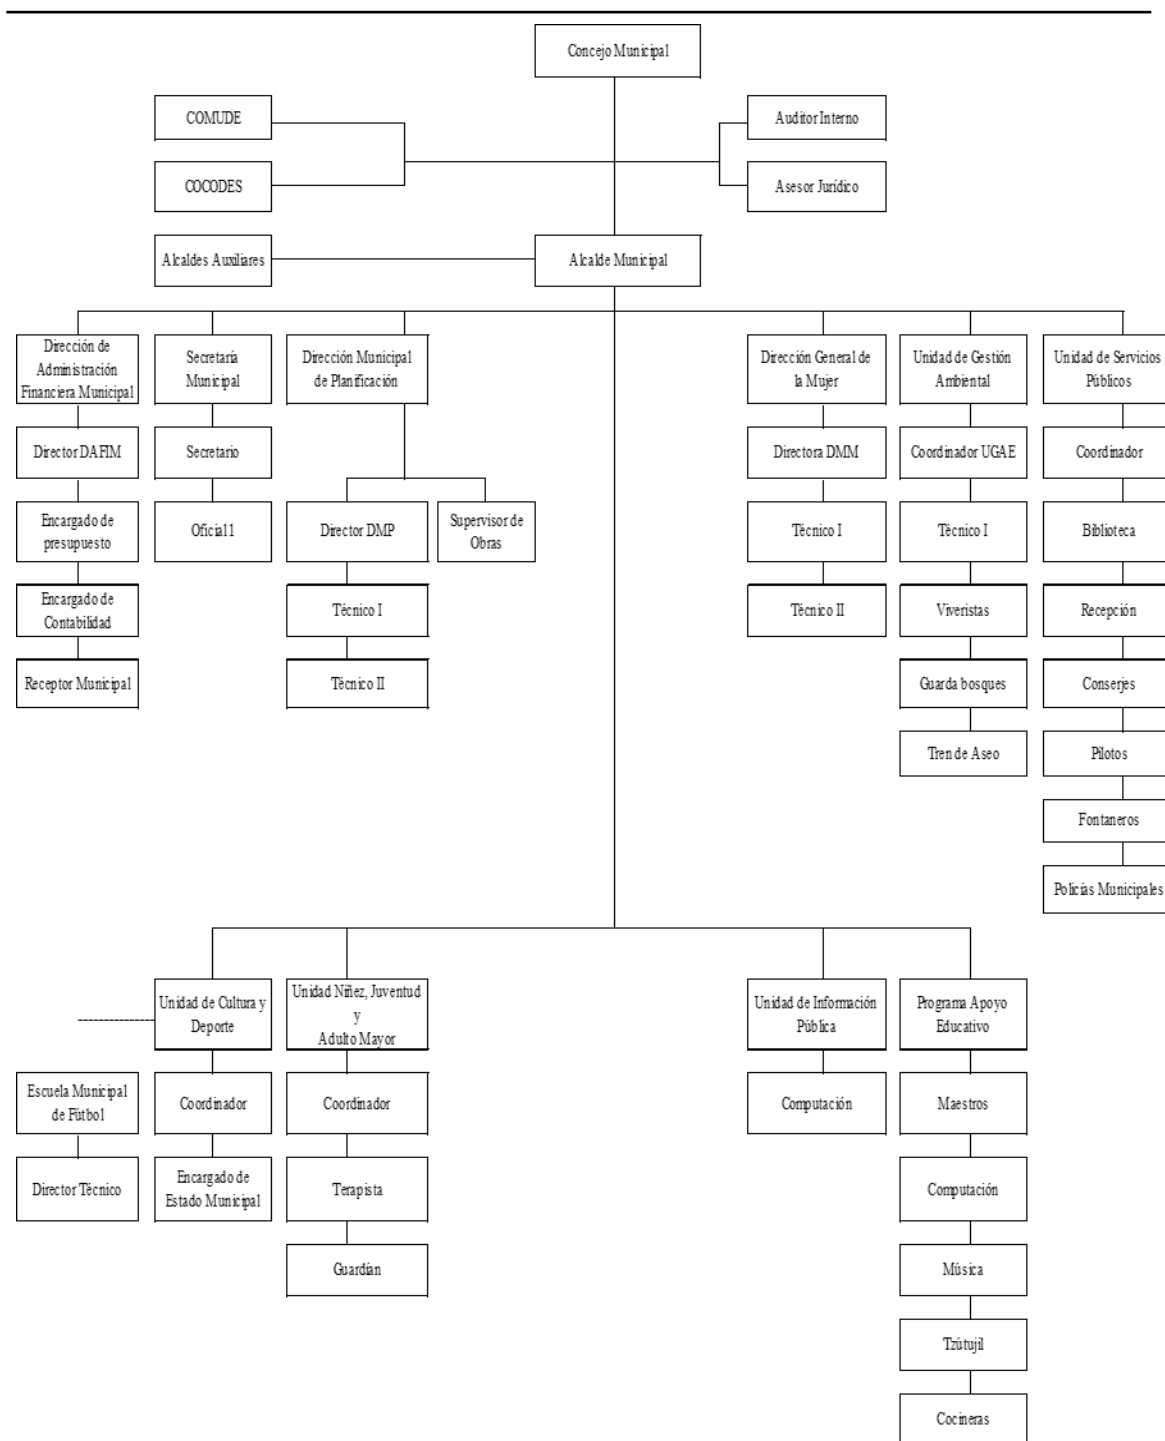 Concejo Municipal
COMUDE
Auditor Interno
COCODES
Asesor Jurídico
Alcaldes Auxiliares
Alcalde Municipal
Dirección de
Administración
Financiera Municipal
Secretaría
Municipal
Dirección Municipal
de Planificación
Dirección General de
la Mujer
Unidad de Gestión
Ambiental
Unidad de Servicios
Públicos
Director DAFIM
Secretario
Directora DMM
Coordinador UGAE
Coordinador
Encargado de
presupuesto
Oficial 1
Director DMP
Supervisor de
Obras
Técnico I
Técnico I
Biblioteca
Encargado de
Contabilidad
Técnico I
Técnico II
Viveristas
Recepción
Receptor Municipal
Técnico II
Guarda bosques
Conserjes
Tren de Aseo
Pilotos
Fontaneros
Policías Municipales
Unidad de Cultura y
Deporte
Unidad Niñez, Juventud
y
Adulto Mayor
Unidad de Información
Pública
Programa Apoyo
Educativo
Escuela Municipal
de Fútbol
Coordinador
Coordinador
Computación
Maestros
Director Técnico
Encargado de
Estado Municipal
Terapista
Computación
Guardían
Música
Tzútujil
Cocineras